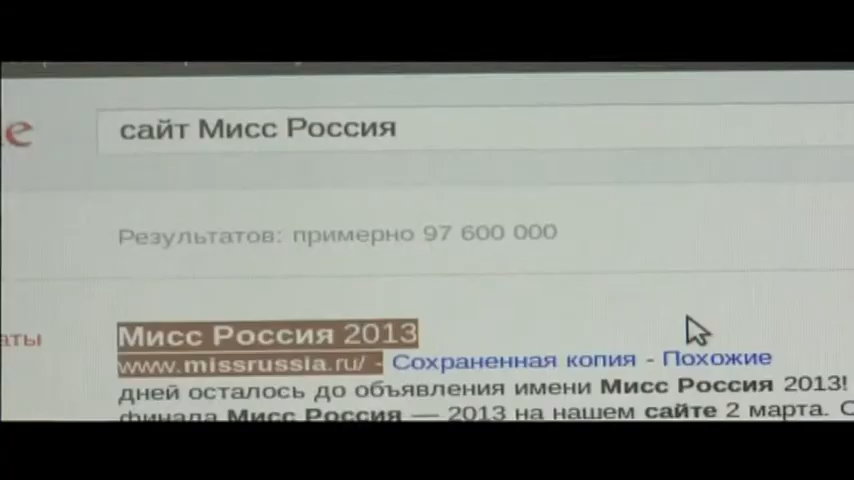 e сайт Мисс Россия
Результатов: примерно 97 600 000
аты Мисс Россия 2013
www.missrussia.ru/ - Сохраненная копия - Похожие
дней осталось до объявления имени Мисс Россия 2013!
финала Мисс Россия — 2013 на нашем сайте 2 марта. С